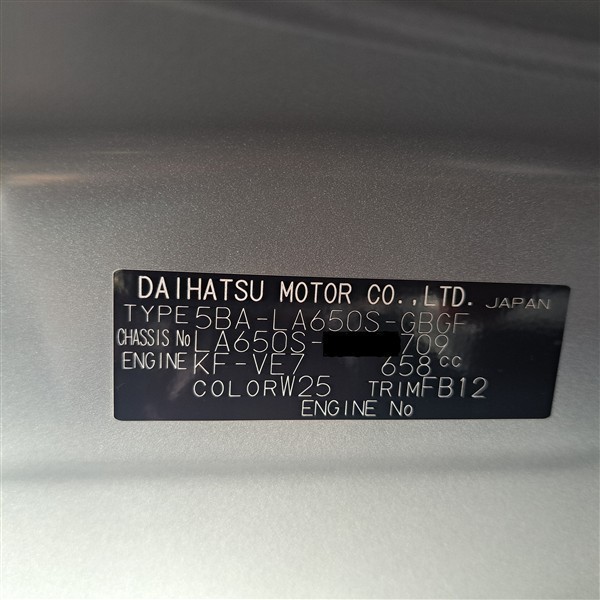 DAIHATSU MOTOR CO.,LTD. JAPAN
TYPE 5BA-LA650S-GBGF
CHASSIS No LA650S- 709
ENGINE KF-VE7 658 CC
COLOR W25 TRIM FB12
ENGINE No